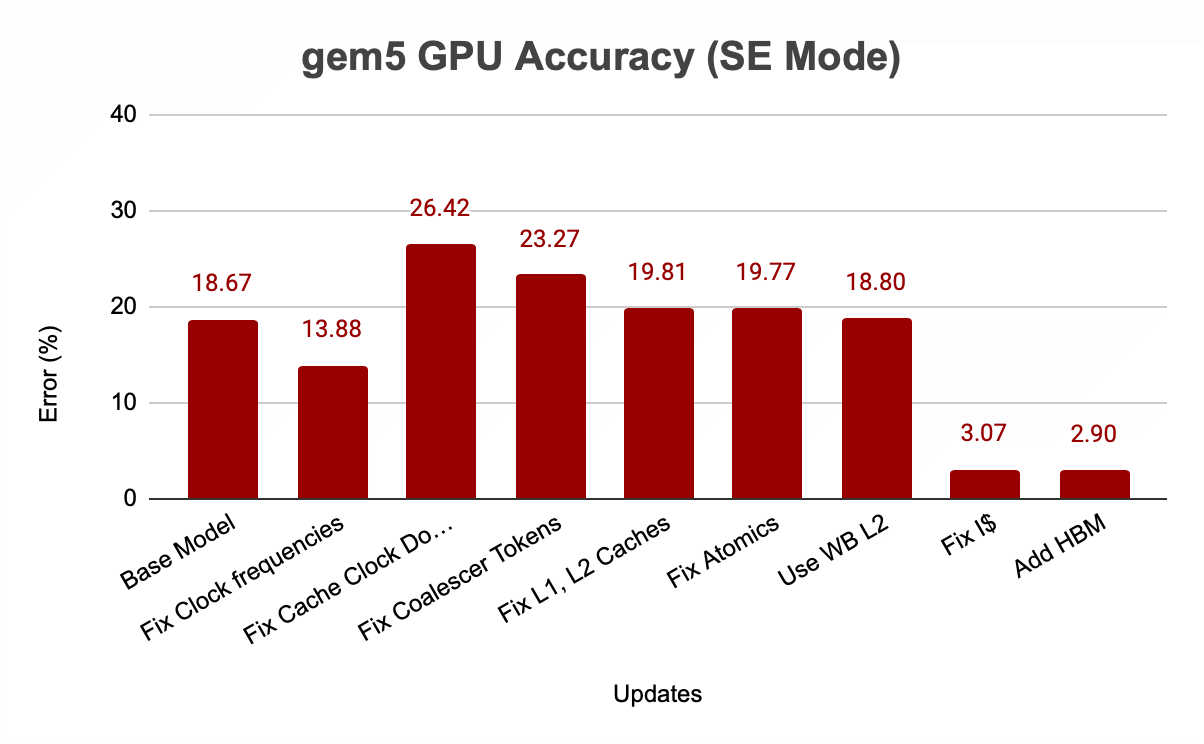 gem5 GPU Accuracy (SE Mode)
40
30
20
10
0
Error (%)
18.67
13.88
26.42
23.27
19.81
19.77
18.80
3.07
2.90
Base Model
Fix Clock frequencies
Fix Cache Clock Do...
Fix Coalescer Tokens
Fix L1, L2 Caches
Fix Atomics
Use WB L2
Fix I$
Add HBM
Updates